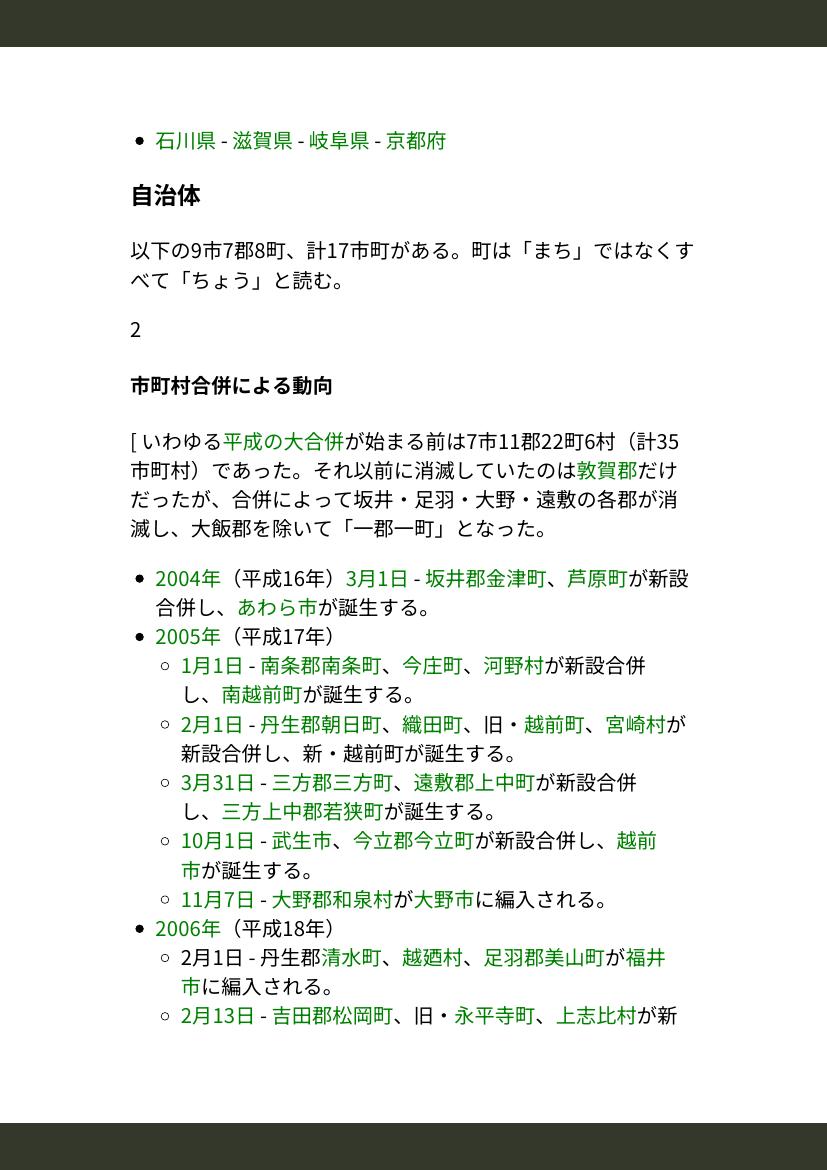 • 石川県 - 滋賀県 - 岐阜県 - 京都府
自治体
以下の9市7郡8町、計17市町がある。町は「まち」ではなくす
べて「ちょう」と読む。
2
市町村合併による動向
[ いわゆる平成の大合併が始まる前は7市11郡22町6村（計35
市町村）であった。それ以前に消滅していたのは敦賀郡だけ
だったが、合併によって坂井・足羽・大野・遠敷の各郡が消
滅し、大飯郡を除いて「一郡一町」となった。
• 2004年（平成16年）3月1日 - 坂井郡金津町、芦原町が新設
合併し、あわら市が誕生する。
• 2005年（平成17年）
○ 1月1日 - 南条郡南条町、今庄町、河野村が新設合併
し、南越前町が誕生する。
○ 2月1日 - 丹生郡朝日町、織田町、旧・越前町、宮崎村が
新設合併し、新・越前町が誕生する。
○ 3月31日 - 三方郡三方町、遠敷郡上中町が新設合併
し、三方上中郡若狭町が誕生する。
○ 10月1日 - 武生市、今立郡今立町が新設合併し、越前
市が誕生する。
○ 11月7日 - 大野郡和泉村が大野市に編入される。
• 2006年（平成18年）
○ 2月1日 - 丹生郡清水町、越廼村、足羽郡美山町が福井
市に編入される。
○ 2月13日 - 吉田郡松岡町、旧・永平寺町、上志比村が新